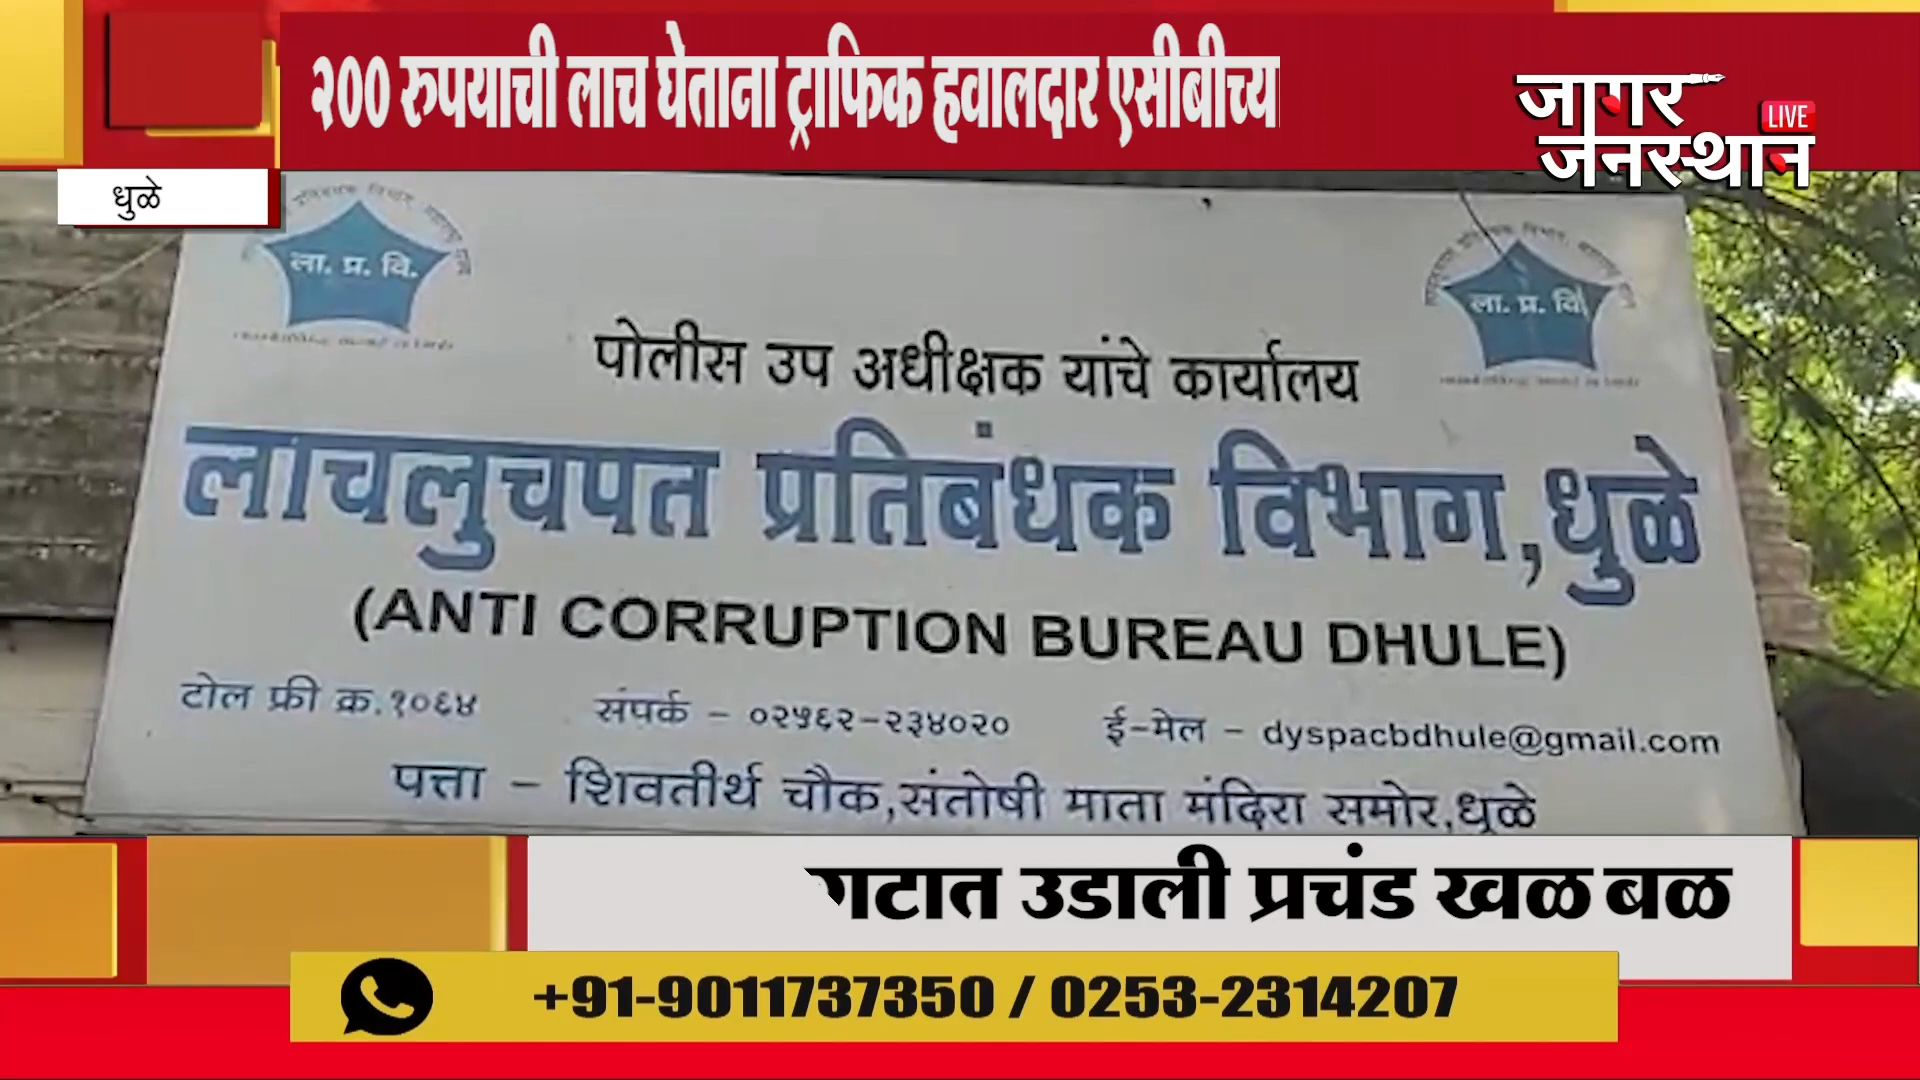 २०० रुपयाची लाच घेताना ट्राफिक हवालदार एसीबीच्या
जागर
जनस्थान
LIVE
धुळे
ला. प्र. वि.
ला. प्र. वि.
पोलीस उप अधीक्षक यांचे कार्यालय
लाचलुचपत प्रतिबंधक विभाग,धुळे
(ANTI CORRUPTION BUREAU DHULE)
टोल फ्री क्र.१०६४ संपर्क - ०२५६२-२३४०२० ई-मेल - dyspacbdhule@gmail.com
पत्ता - शिवतीर्थ चौक,संतोषी माता मंदिरा समोर,धुळे
उडाली प्रचंड खळबळ
+91-9011737350 / 0253-2314207